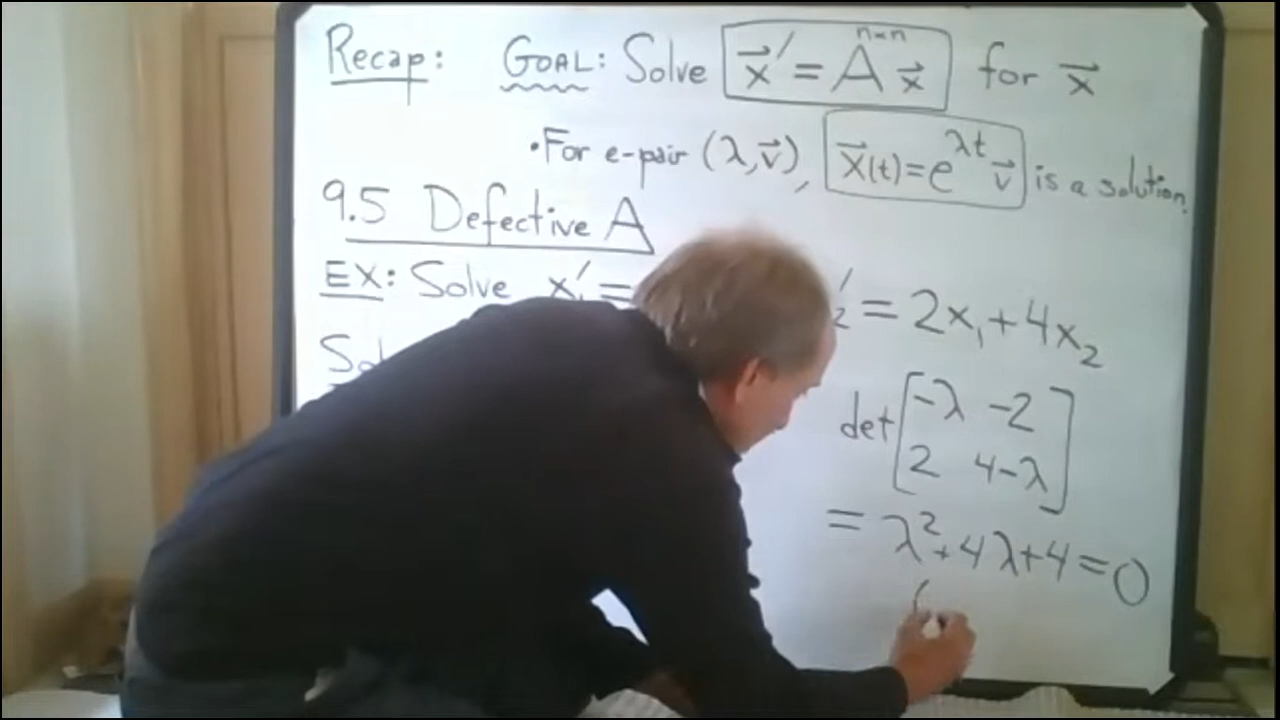 Recap: GOAL: Solve x⃗′ = A n×n x⃗ for x⃗
• For e-pair (λ, v⃗), x⃗(t) = e^{λt} v⃗ is a solution.
9.5 Defective A
EX: Solve x₁′ = ₂′ = 2x₁ + 4x₂
det [ -λ -2
2 4-λ ]
= λ² + 4λ + 4 = 0
(